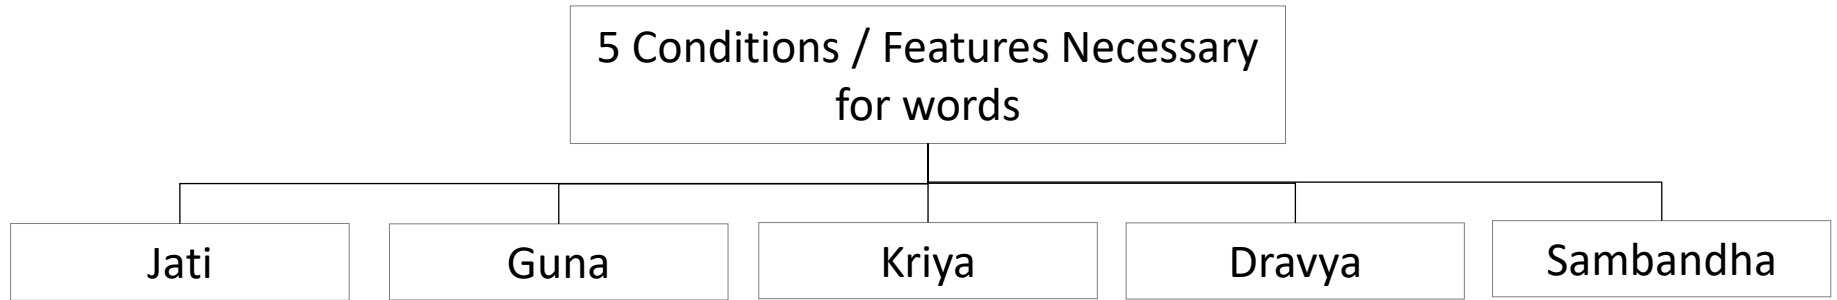 5 Conditions / Features Necessary
for words
Jati
Guna
Kriya
Dravya
Sambandha